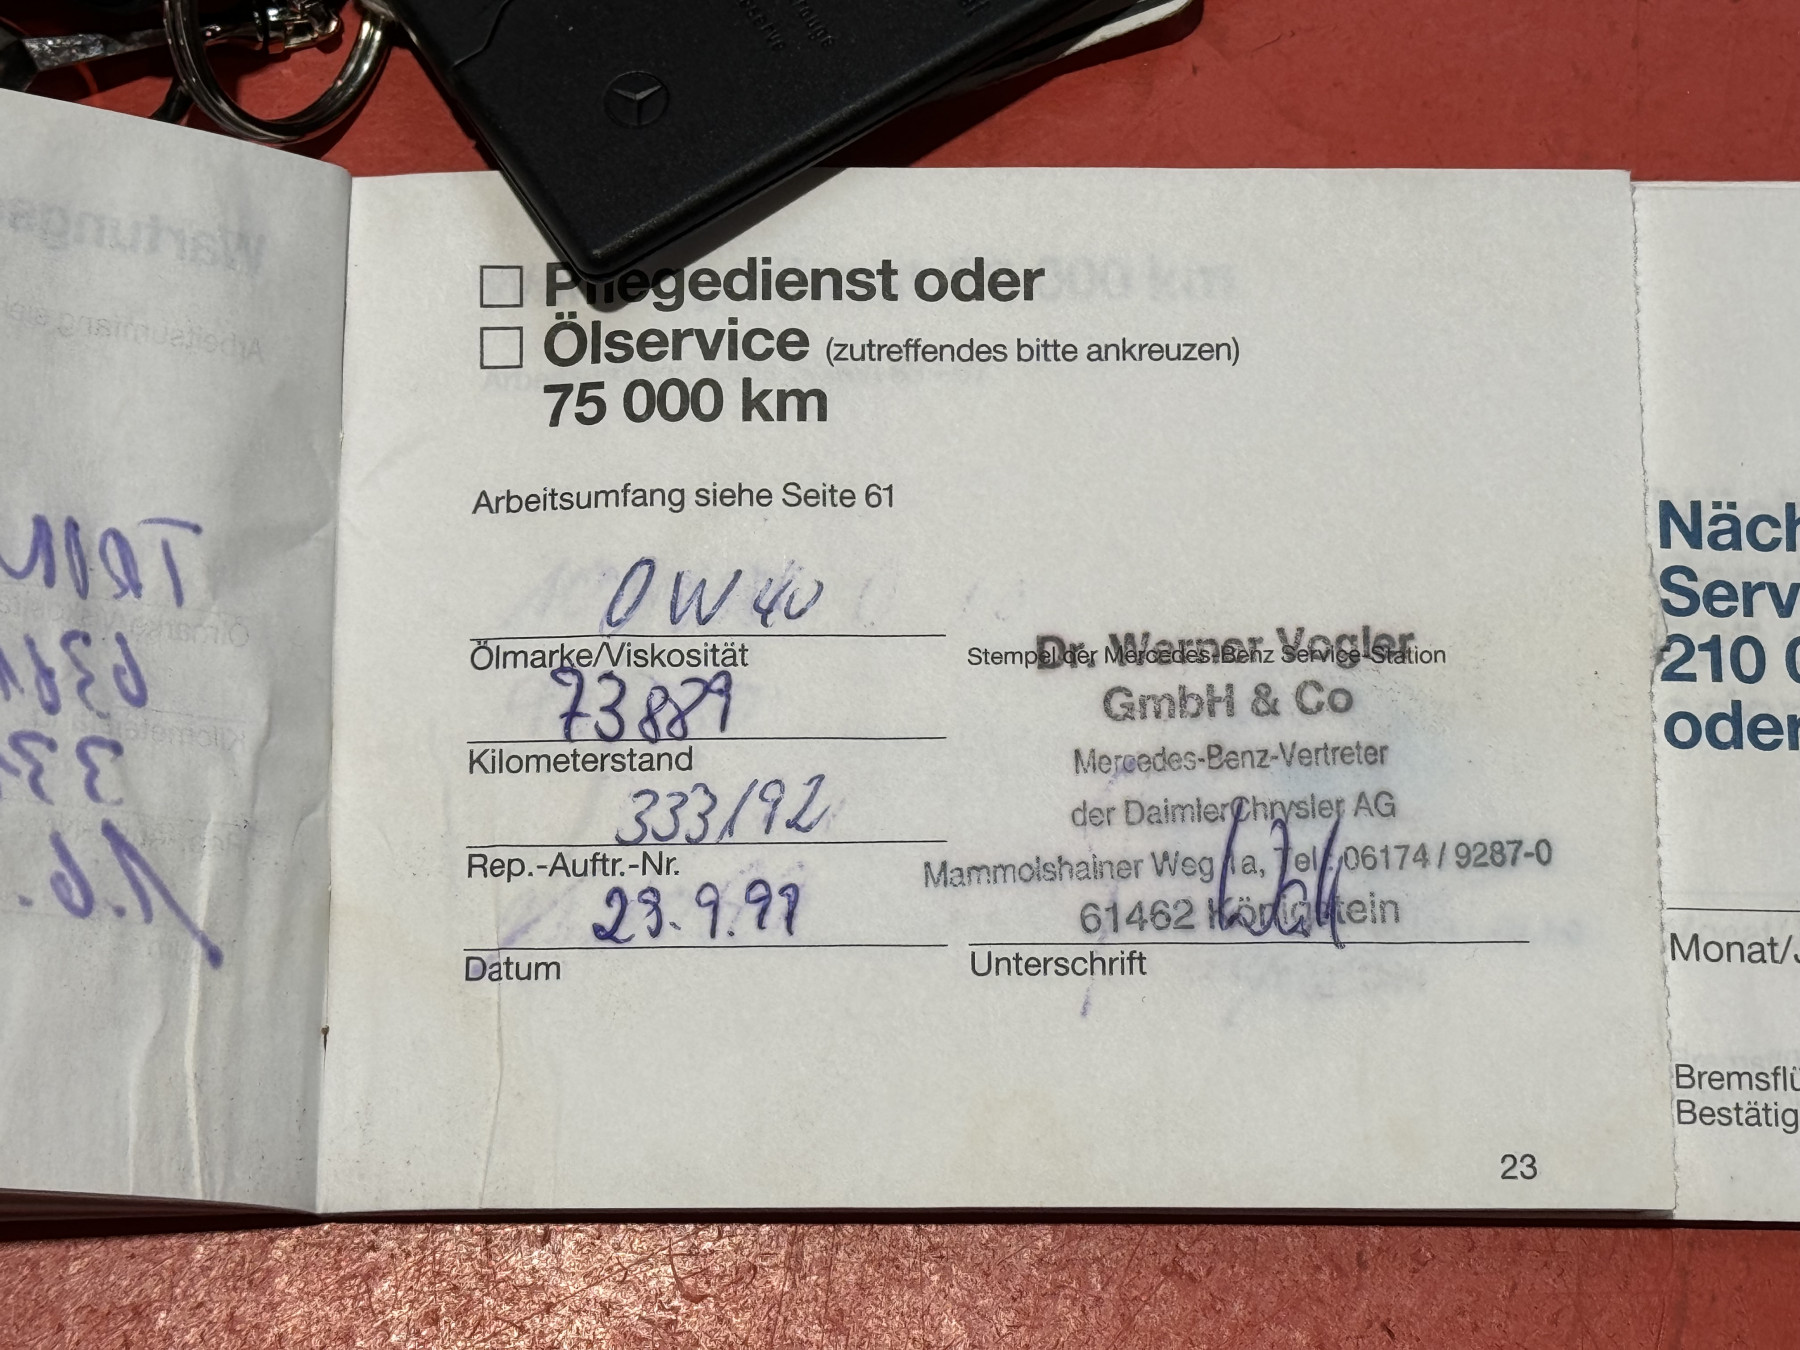 Pflegedienst oder
Ölservice (zutreffendes bitte ankreuzen)
75 000 km
Arbeitsumfang siehe Seite 61
0W40
Ölmarke/Viskosität
73889
Kilometerstand
333192
Rep.-Auftr.-Nr.
29.9.99
Datum
Stempel der Mercedes-Benz Service-Station
Dr. Werner Vogler
GmbH & Co
Mercedes-Benz-Vertreter
der DaimlerChrysler AG
Mammolshainer Weg 1a, Tel. 06174 / 9287-0
61462 Königstein
Unterschrift
23
Näch
Serv
210 0
oder
Monat/J
Bremsflü
Bestätig